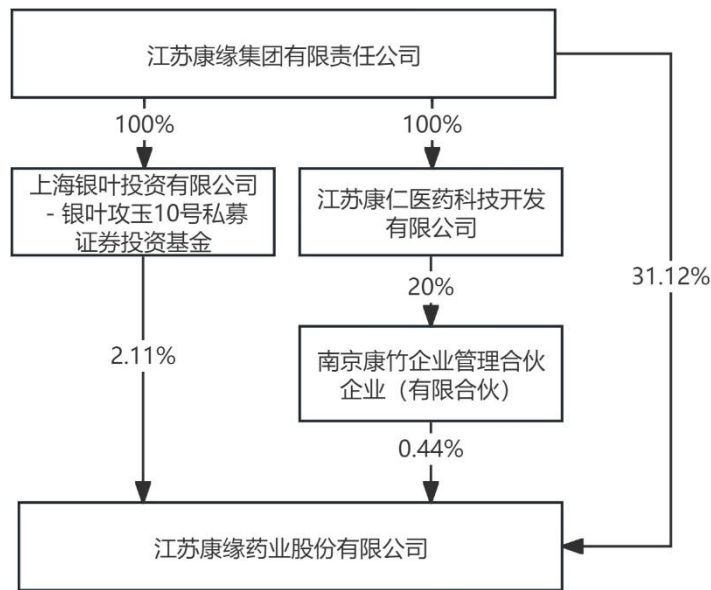 江苏康缘集团有限责任公司
100%
100%
上海银叶投资有限公司
- 银叶攻玉10号私募
证券投资基金
江苏康仁医药科技开发
有限公司
31.12%
20%
2.11%
南京康竹企业管理合伙
企业（有限合伙）
0.44%
江苏康缘药业股份有限公司